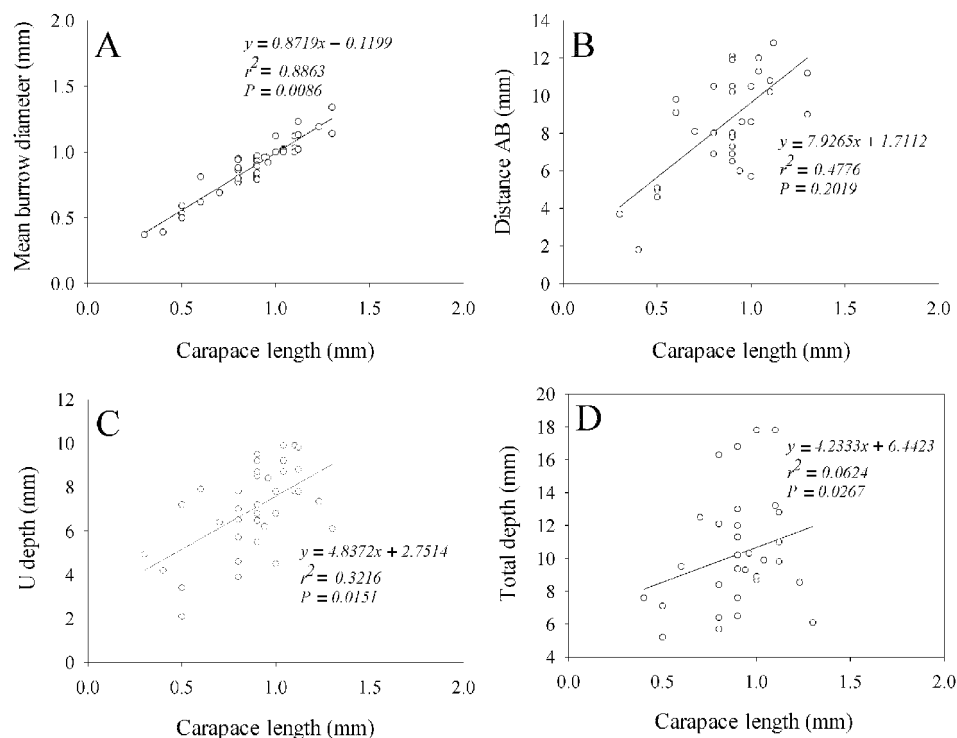 A
y = 0.8719x − 0.1199
r2 = 0.8863
P = 0.0086
2.0
1.5
1.0
0.5
0.0
Mean burrow diameter (mm)
0.0 0.5 1.0 1.5 2.0
Carapace length (mm)
B
y = 7.9265x + 1.7112
r2 = 0.4776
P = 0.2019
14
12
10
8
6
4
2
0
Distance AB (mm)
0.0 0.5 1.0 1.5 2.0
Carapace length (mm)
C
y = 4.8372x + 2.7514
r2 = 0.3216
P = 0.0151
12
10
8
6
4
2
0
U depth (mm)
0.0 0.5 1.0 1.5 2.0
Carapace length (mm)
D
y = 4.2333x + 6.4423
r2 = 0.0624
P = 0.0267
20
18
16
14
12
10
8
6
4
Total depth (mm)
0.0 0.5 1.0 1.5 2.0
Carapace length (mm)